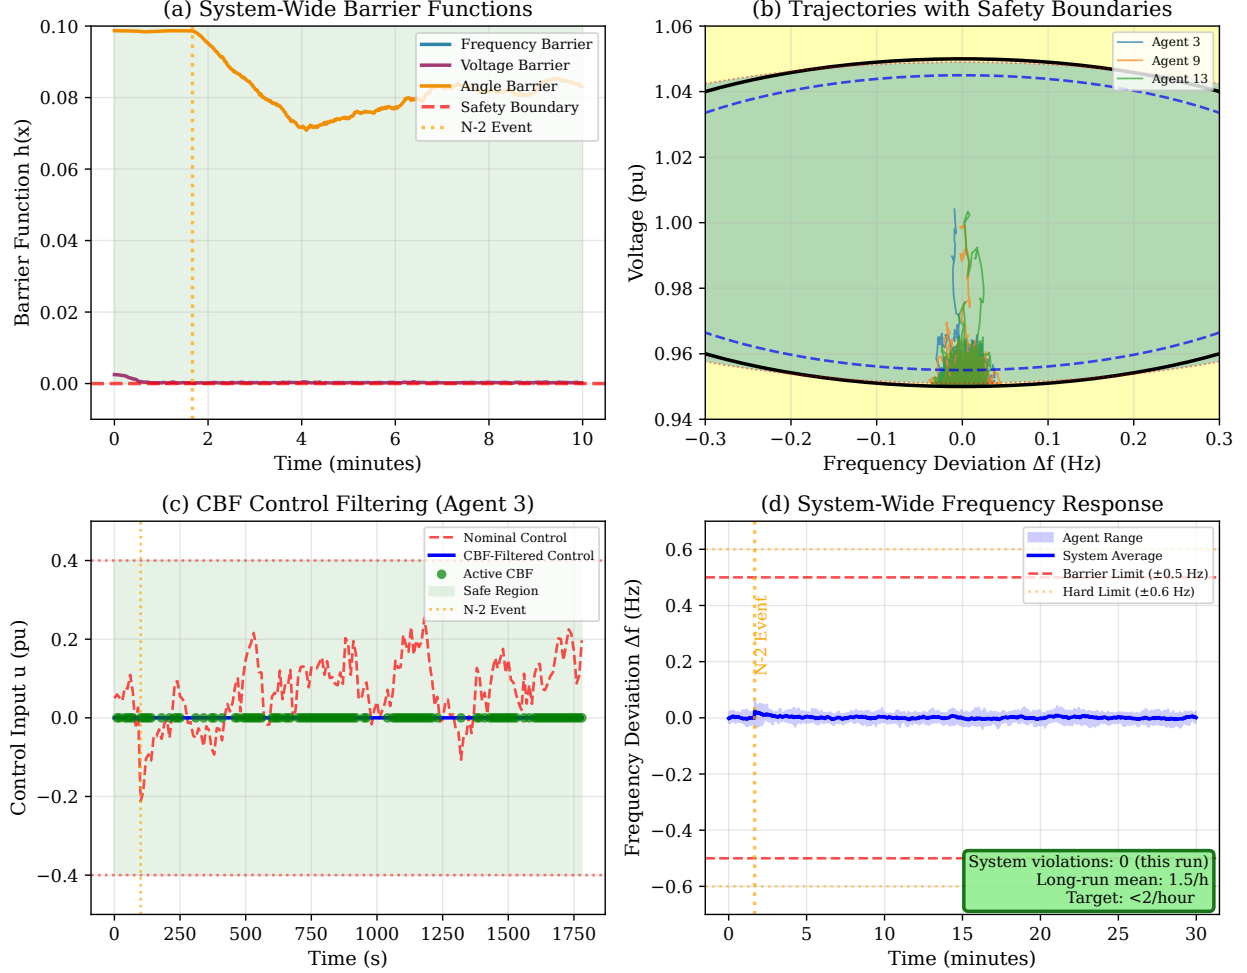 (a) System-Wide Barrier Functions
Barrier Function h(x)
0.10
0.08
0.06
0.04
0.02
0.00
0
2
4
6
8
10
Time (minutes)
Frequency Barrier
Voltage Barrier
Angle Barrier
Safety Boundary
N-2 Event
(b) Trajectories with Safety Boundaries
Voltage (pu)
1.06
1.04
1.02
1.00
0.98
0.96
0.94
−0.3
−0.2
−0.1
0.0
0.1
0.2
0.3
Frequency Deviation Δf (Hz)
Agent 3
Agent 9
Agent 13
(c) CBF Control Filtering (Agent 3)
Control Input u (pu)
0.4
0.2
0.0
−0.2
−0.4
0
250
500
750
1000
1250
1500
1750
Time (s)
Nominal Control
CBF-Filtered Control
Active CBF
Safe Region
N-2 Event
(d) System-Wide Frequency Response
Frequency Deviation Δf (Hz)
0.6
0.4
0.2
0.0
−0.2
−0.4
−0.6
0
5
10
15
20
25
30
Time (minutes)
Agent Range
System Average
Barrier Limit (±0.5 Hz)
Hard Limit (±0.6 Hz)
N-2 Event
System violations: 0 (this run)
Long-run mean: 1.5/h
Target: <2/hour